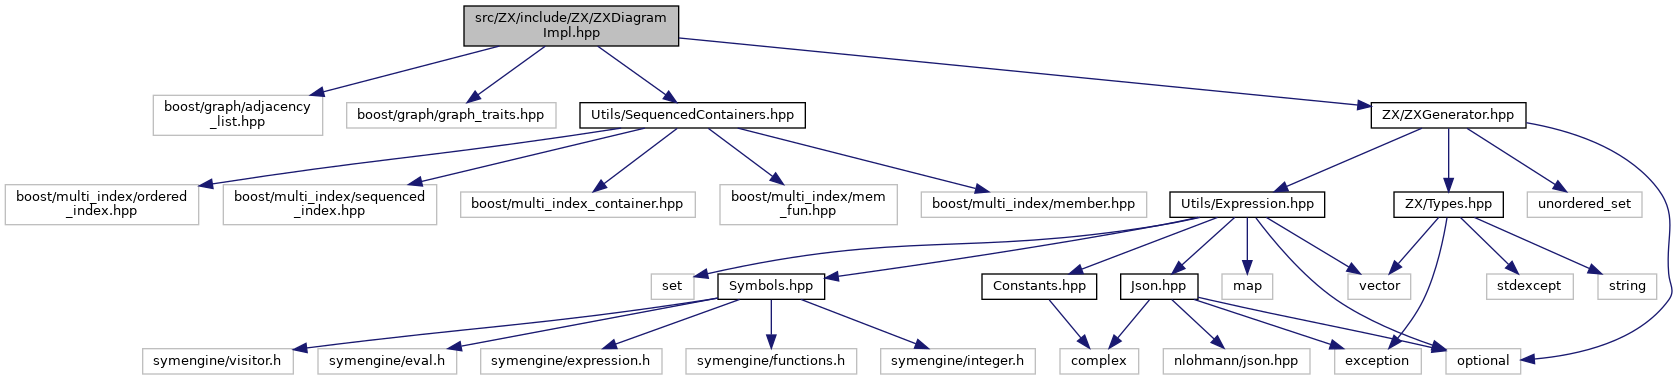 src/ZX/include/ZX/ZXDiagram
Impl.hpp
boost/graph/adjacency
_list.hpp
boost/graph/graph_traits.hpp
Utils/SequencedContainers.hpp
ZX/ZXGenerator.hpp
boost/multi_index/ordered
_index.hpp
boost/multi_index/sequenced
_index.hpp
boost/multi_index_container.hpp
boost/multi_index/mem
_fun.hpp
boost/multi_index/member.hpp
Utils/Expression.hpp
ZX/Types.hpp
unordered_set
set
Symbols.hpp
Constants.hpp
Json.hpp
map
vector
stdexcept
string
symengine/visitor.h
symengine/eval.h
symengine/expression.h
symengine/functions.h
symengine/integer.h
complex
nlohmann/json.hpp
exception
optional